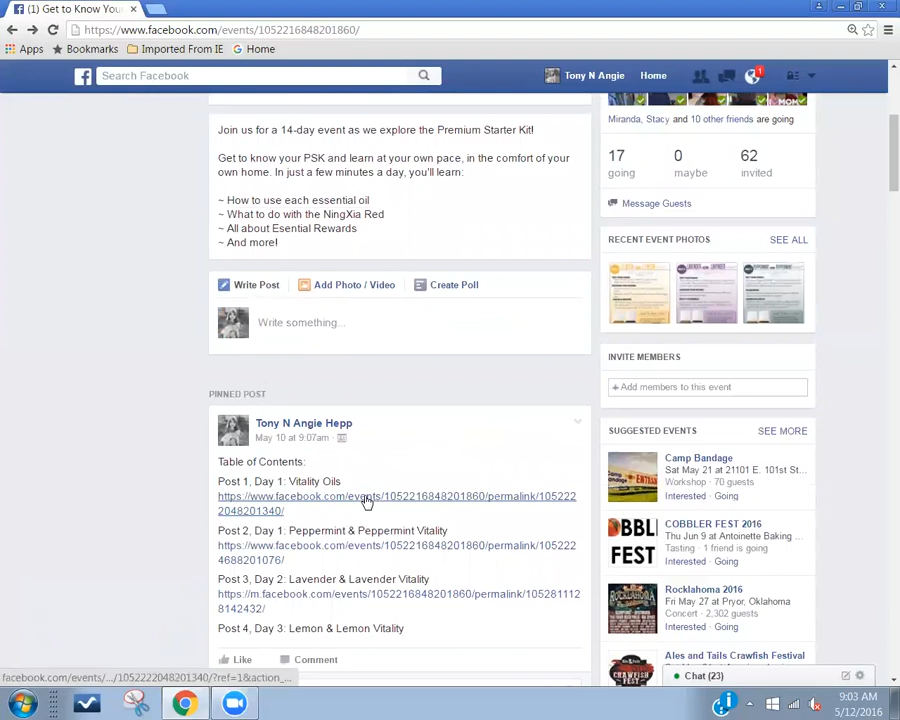 (1) Get to Know Your
https://www.facebook.com/events/1052216848201860/
Apps Bookmarks Imported From IE Home
Search Facebook
Tony N Angie Home 1
Join us for a 14-day event as we explore the Premium Starter Kit!
Get to know your PSK and learn at your own pace, in the comfort of your
own home. In just a few minutes a day, you'll learn:
~ How to use each essential oil
~ What to do with the NingXia Red
~ All about Esential Rewards
~ And more!
Write Post Add Photo / Video Create Poll
Write something...
PINNED POST
Tony N Angie Hepp
May 10 at 9:07am
Table of Contents:
Post 1, Day 1: Vitality Oils
https://www.facebook.com/events/1052216848201860/permalink/105222
2048201340/
Post 2, Day 1: Peppermint & Peppermint Vitality
https://www.facebook.com/events/1052216848201860/permalink/105222
4688201076/
Post 3, Day 2: Lavender & Lavender Vitality
https://m.facebook.com/events/1052216848201860/permalink/105281112
8142432/
Post 4, Day 3: Lemon & Lemon Vitality
Like Comment
MOM
Miranda, Stacy and 10 other friends are going
17 0 62
going maybe invited
Message Guests
RECENT EVENT PHOTOS SEE ALL
INVITE MEMBERS
+ Add members to this event
SUGGESTED EVENTS SEE MORE
Camp Bandage
Sat May 21 at 21101 E. 101st St...
Workshop · 70 guests
Interested · Going
COBBLER FEST 2016
Thu Jun 9 at Antoinette Baking ...
Tasting · 1 friend is going
Interested · Going
Rocklahoma 2016
Fri May 27 at Pryor, Oklahoma
Concert · 2,302 guests
Interested · Going
Ales and Tails Crawfish Festival
Chat (23)
facebook.com/events/.../1052222048201340/?ref=1&action_...
9:03 AM
5/12/2016